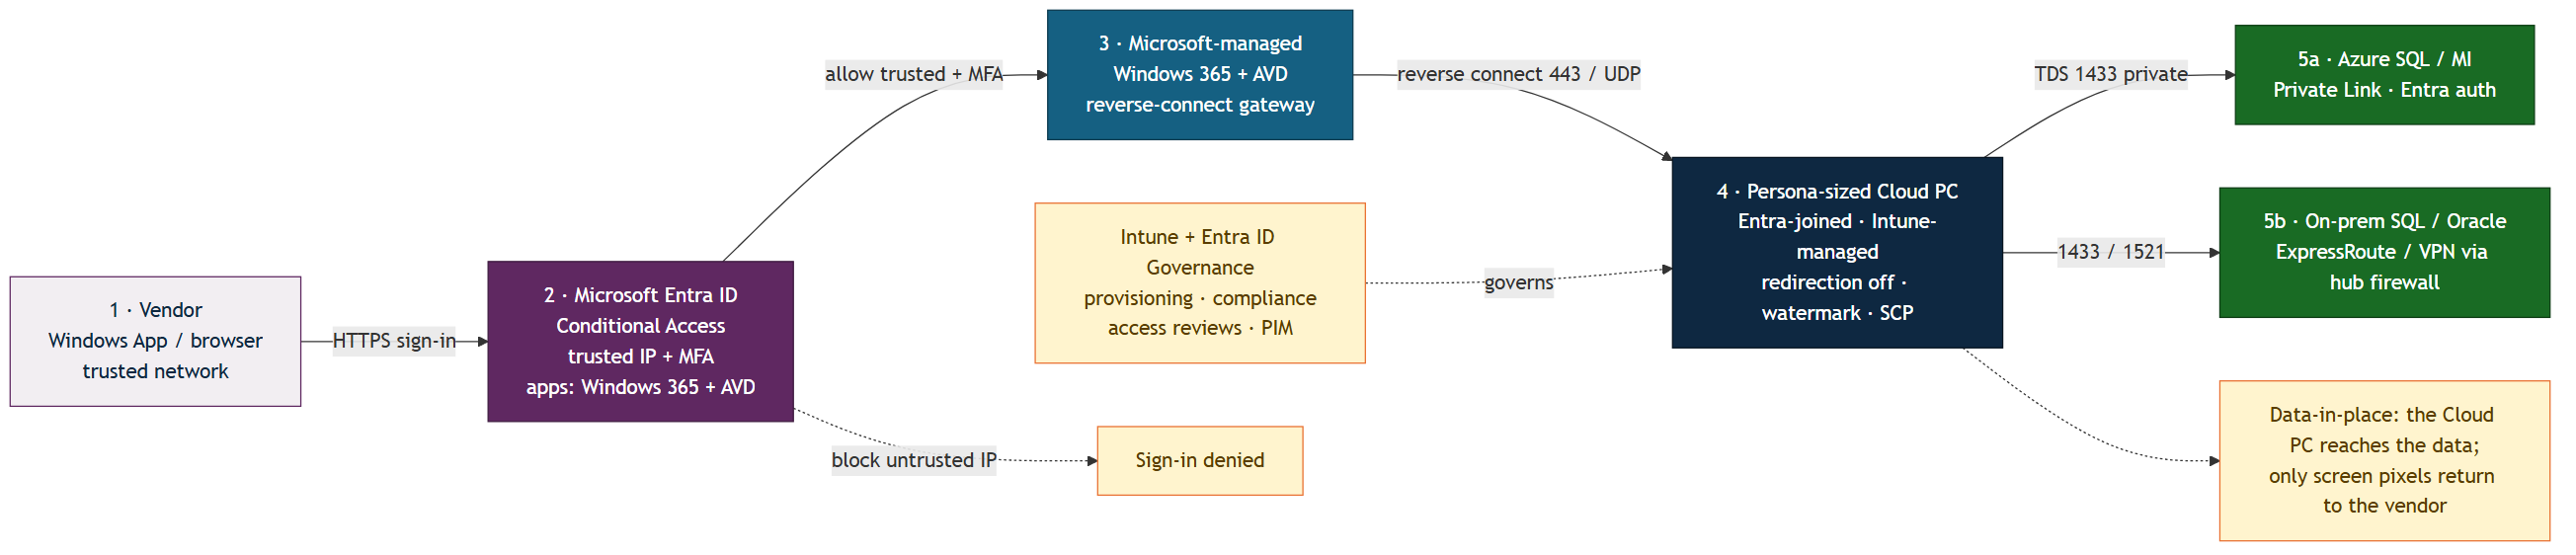 1 · Vendor
Windows App / browser
trusted network
HTTPS sign-in
2 · Microsoft Entra ID
Conditional Access
trusted IP + MFA
apps: Windows 365 + AVD
allow trusted + MFA
block untrusted IP
3 · Microsoft-managed
Windows 365 + AVD
reverse-connect gateway
Intune + Entra ID
Governance
provisioning · compliance
access reviews · PIM
Sign-in denied
reverse connect 443 / UDP
governs
4 · Persona-sized Cloud PC
Entra-joined · Intune-
managed
redirection off ·
watermark · SCP
TDS 1433 private
1433 / 1521
5a · Azure SQL / MI
Private Link · Entra auth
5b · On-prem SQL / Oracle
ExpressRoute / VPN via
hub firewall
Data-in-place: the Cloud
PC reaches the data;
only screen pixels return
to the vendor